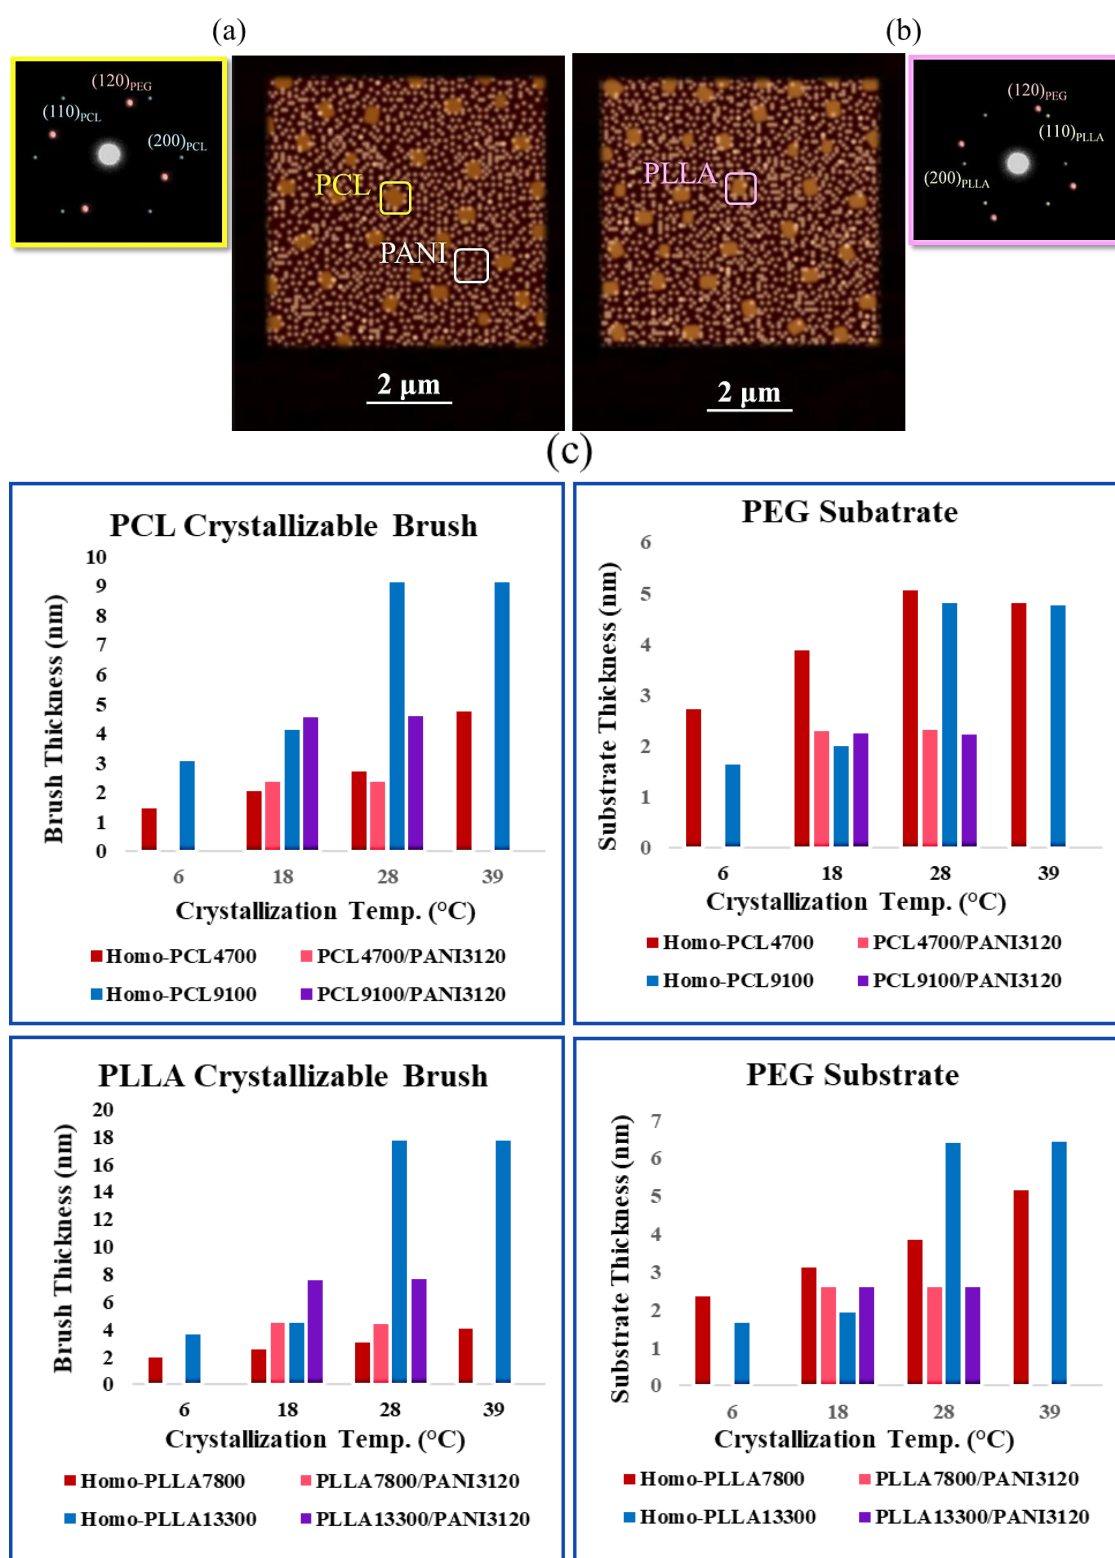 (a)
(b)
(120)PEG
(110)PCL
(200)PCL
PCL
PANI
2 µm
PLLA
2 µm
(120)PEG
(110)PLLA
(200)PLLA
(c)
PCL Crystallizable Brush
Brush Thickness (nm)
10
9
8
7
6
5
4
3
2
1
0
6 18 28 39
Crystallization Temp. (°C)
Homo-PCL4700 PCL4700/PANI3120
Homo-PCL9100 PCL9100/PANI3120
PEG Subatrate
Substrate Thickness (nm)
6
5
4
3
2
1
0
6 18 28 39
Crystallization Temp. (°C)
Homo-PCL4700 PCL4700/PANI3120
Homo-PCL9100 PCL9100/PANI3120
PLLA Crystallizable Brush
Brush Thickness (nm)
20
18
16
14
12
10
8
6
4
2
0
6 18 28 39
Crystallization Temp. (°C)
Homo-PLLA7800 PLLA7800/PANI3120
Homo-PLLA13300 PLLA13300/PANI3120
PEG Substrate
Substrate Thickness (nm)
7
6
5
4
3
2
1
0
6 18 28 39
Crystallization Temp. (°C)
Homo-PLLA7800 PLLA7800/PANI3120
Homo-PLLA13300 PLLA13300/PANI3120